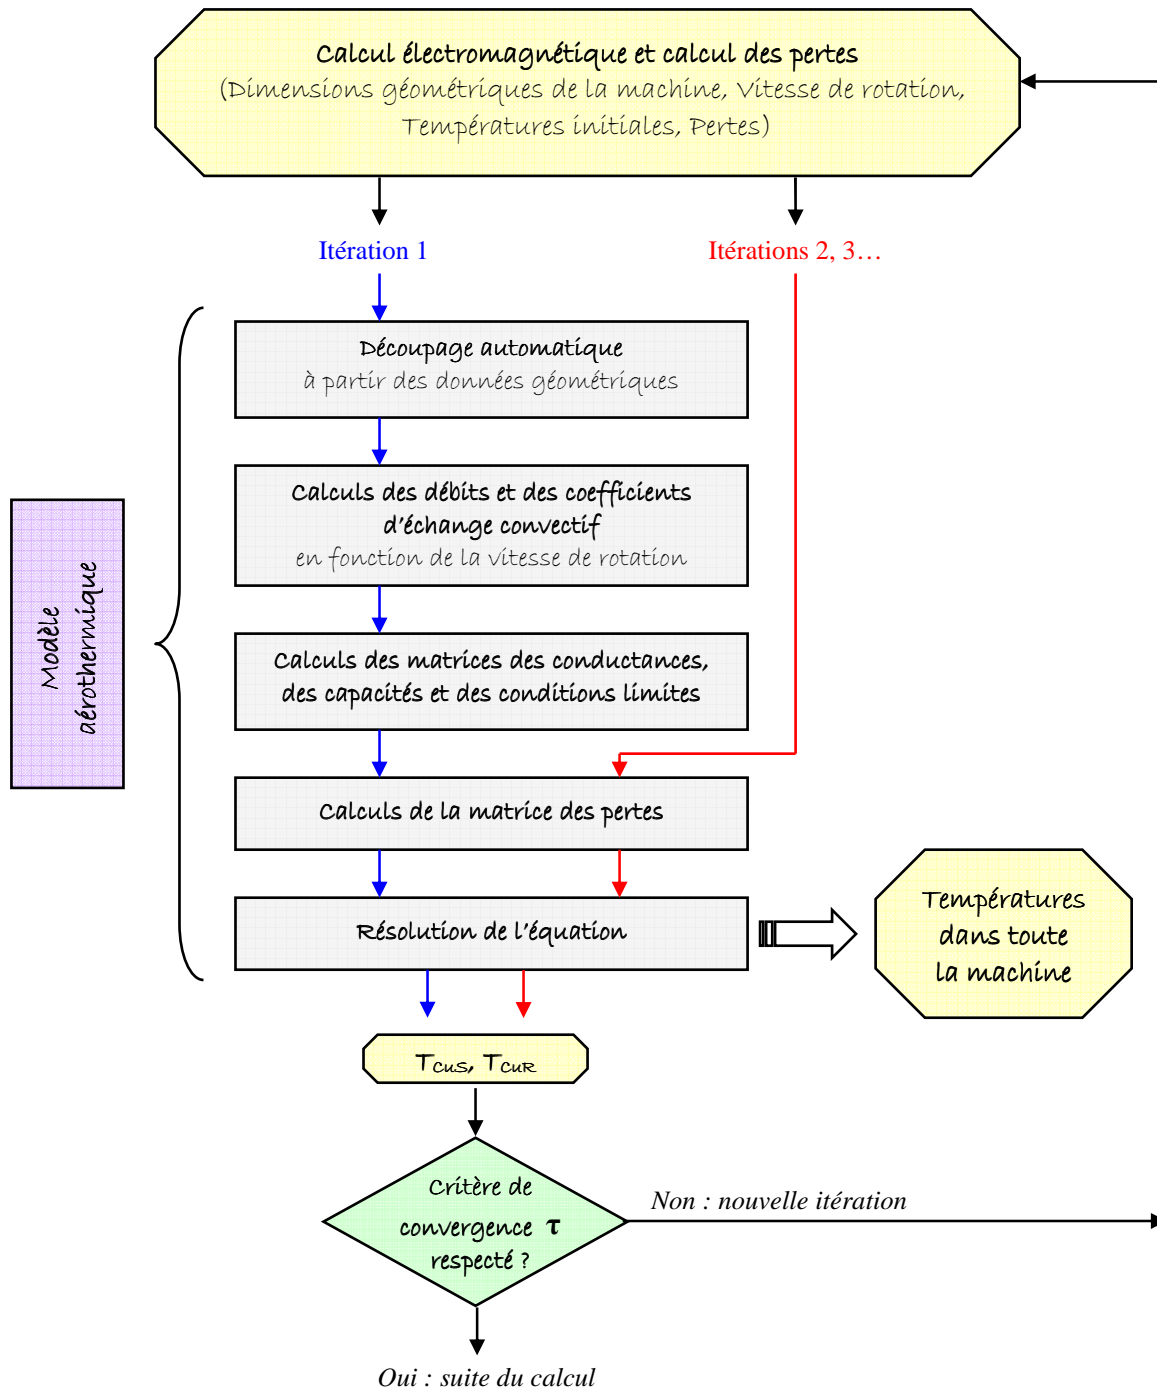 Calcul électromagnétique et calcul des pertes
(Dimensions géométriques de la machine, Vitesse de rotation,
Températures initiales, Pertes)
Itération 1
Itérations 2, 3…
Découpage automatique
à partir des données géométriques
Calculs des débits et des coefficients
d'échange convectif
en fonction de la vitesse de rotation
Modèle
aérothermique
Calculs des matrices des conductances,
des capacités et des conditions limites
Calculs de la matrice des pertes
Résolution de l'équation
Températures
dans toute
la machine
TCuS, TCuR
Critère de
convergence τ
respecté ?
Non : nouvelle itération
Oui : suite du calcul